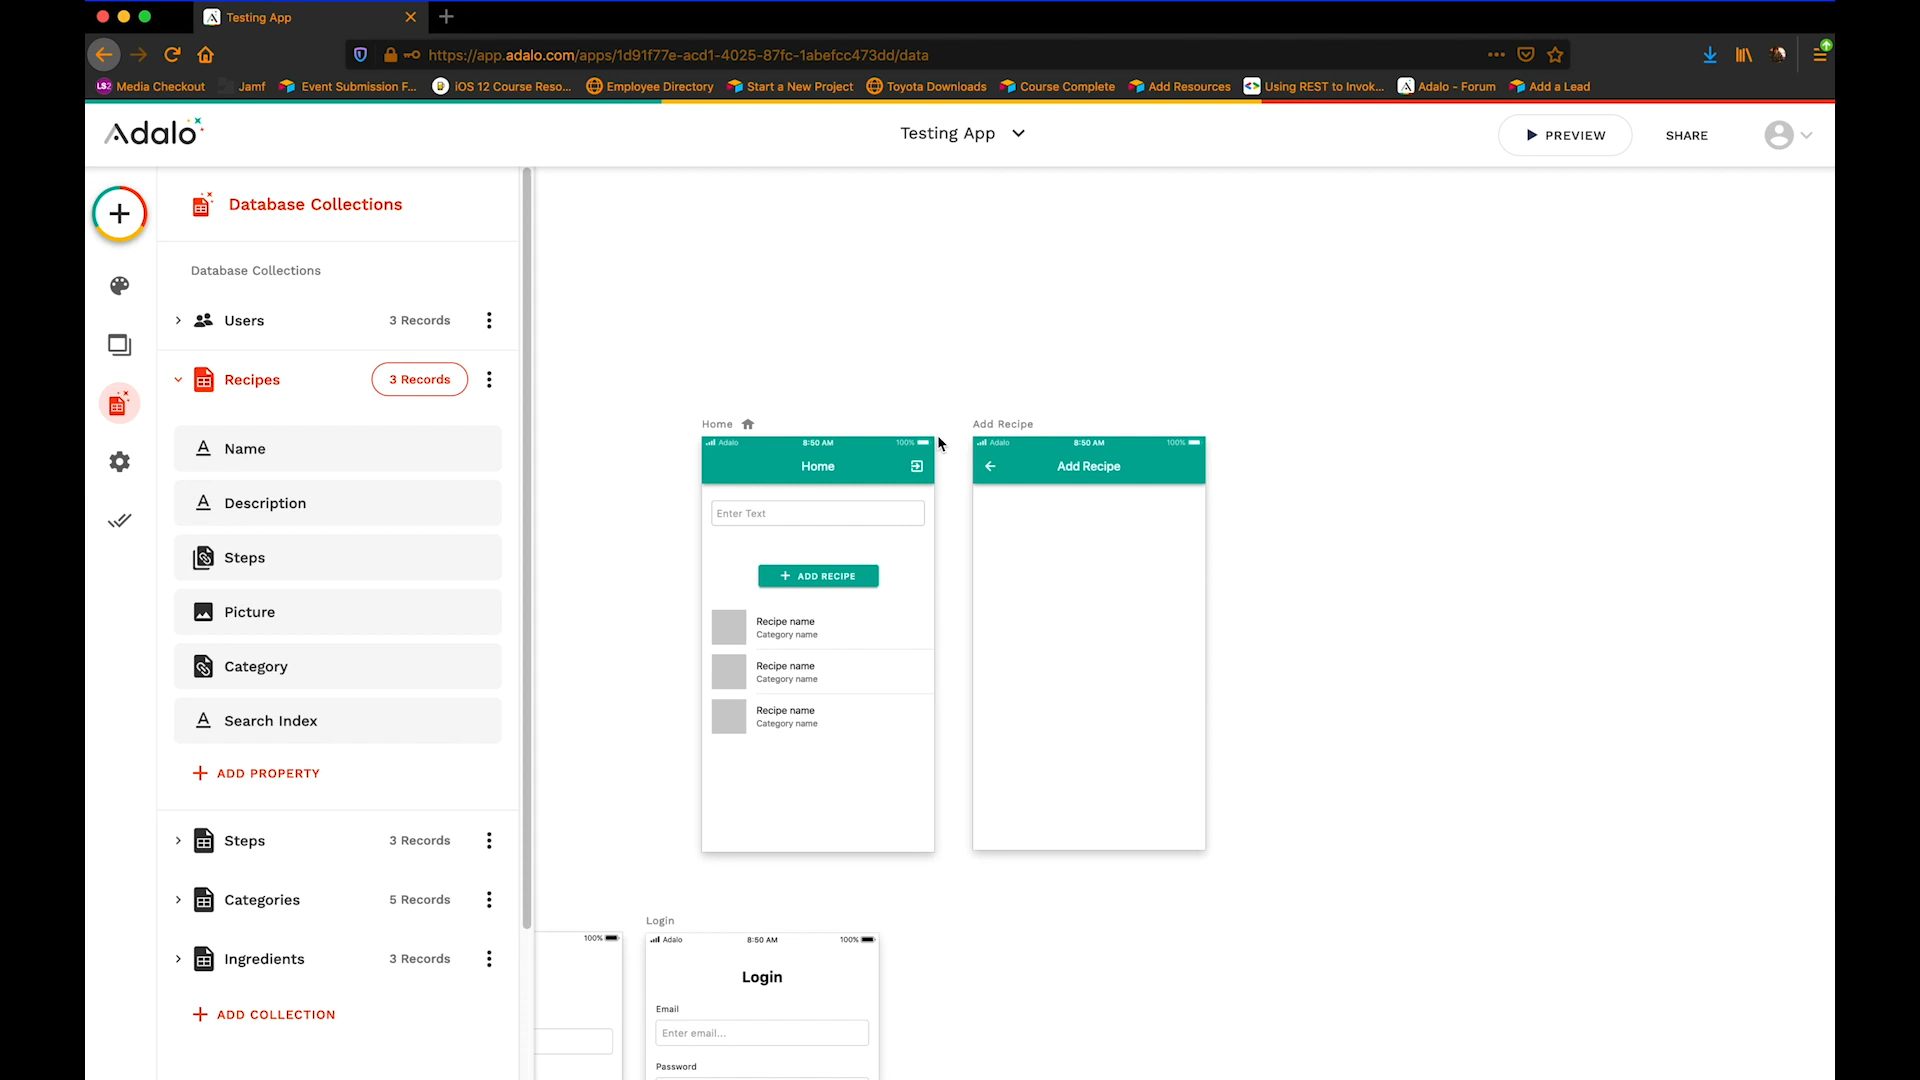 Testing App
https://app.adalo.com/apps/1d91f77e-acd1-4025-87fc-1abefcc473dd/data
LS2 Media Checkout
Jamf
Event Submission F...
iOS 12 Course Reso...
Employee Directory
Start a New Project
Toyota Downloads
Course Complete
Add Resources
Using REST to Invok...
Adalo - Forum
Add a Lead
Adalo
Testing App
PREVIEW
SHARE
Database Collections
Database Collections
Users 3 Records
Recipes 3 Records
Name
Description
Steps
Picture
Category
Search Index
ADD PROPERTY
Steps 3 Records
Categories 5 Records
Ingredients 3 Records
ADD COLLECTION
Home
Adalo 8:50 AM 100%
Home
Enter Text
ADD RECIPE
Recipe name
Category name
Recipe name
Category name
Recipe name
Category name
Add Recipe
Adalo 8:50 AM 100%
Add Recipe
100%
Login
Adalo 8:50 AM 100%
Login
Email
Enter email...
Password